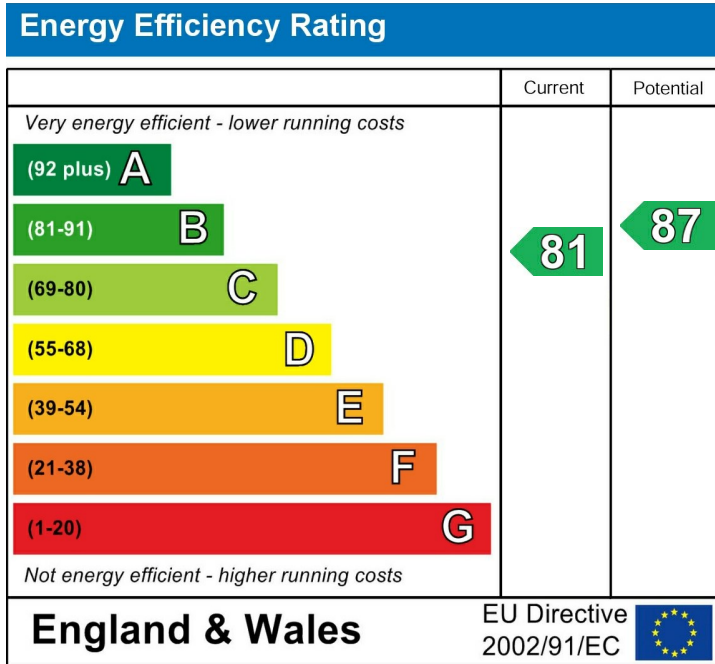 Energy Efficiency Rating
Current Potential
Very energy efficient - lower running costs
(92 plus) A
(81-91) B
(69-80) C
(55-68) D
(39-54) E
(21-38) F
(1-20) G
81
87
Not energy efficient - higher running costs
England & Wales
EU Directive
2002/91/EC